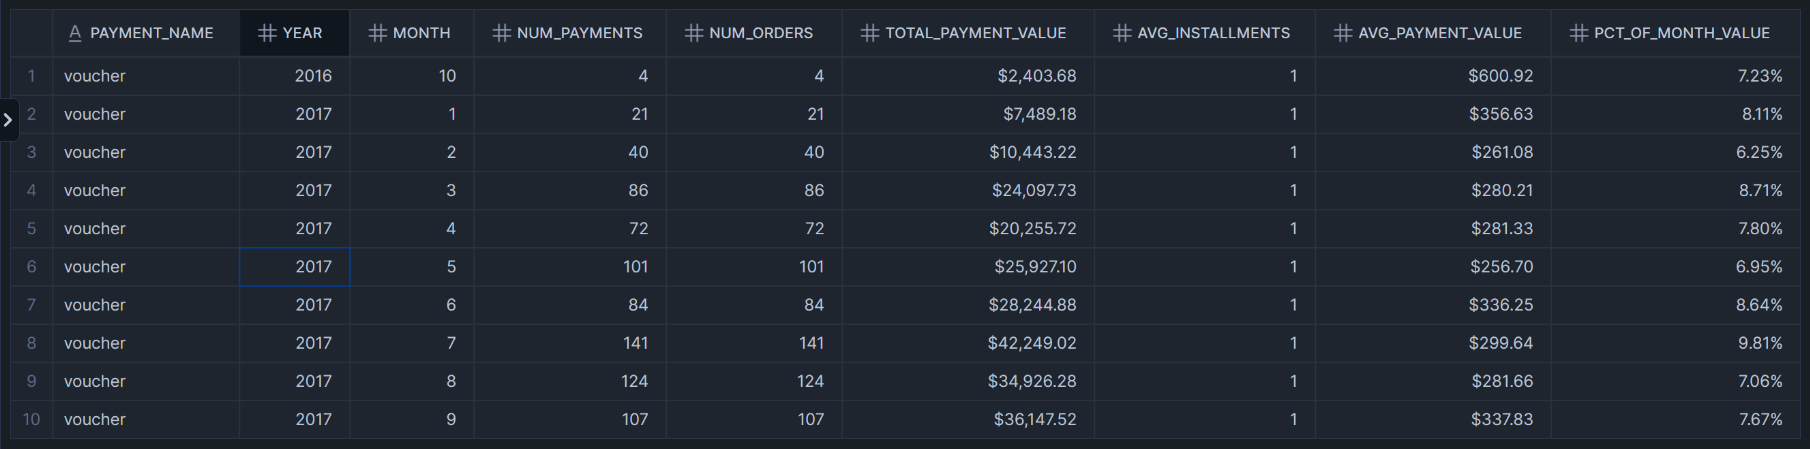 PAYMENT_NAME YEAR MONTH NUM_PAYMENTS NUM_ORDERS TOTAL_PAYMENT_VALUE AVG_INSTALLMENTS AVG_PAYMENT_VALUE PCT_OF_MONTH_VALUE
1 voucher 2016 10 4 4 $2,403.68 1 $600.92 7.23%
2 voucher 2017 1 21 21 $7,489.18 1 $356.63 8.11%
3 voucher 2017 2 40 40 $10,443.22 1 $261.08 6.25%
4 voucher 2017 3 86 86 $24,097.73 1 $280.21 8.71%
5 voucher 2017 4 72 72 $20,255.72 1 $281.33 7.80%
6 voucher 2017 5 101 101 $25,927.10 1 $256.70 6.95%
7 voucher 2017 6 84 84 $28,244.88 1 $336.25 8.64%
8 voucher 2017 7 141 141 $42,249.02 1 $299.64 9.81%
9 voucher 2017 8 124 124 $34,926.28 1 $281.66 7.06%
10 voucher 2017 9 107 107 $36,147.52 1 $337.83 7.67%